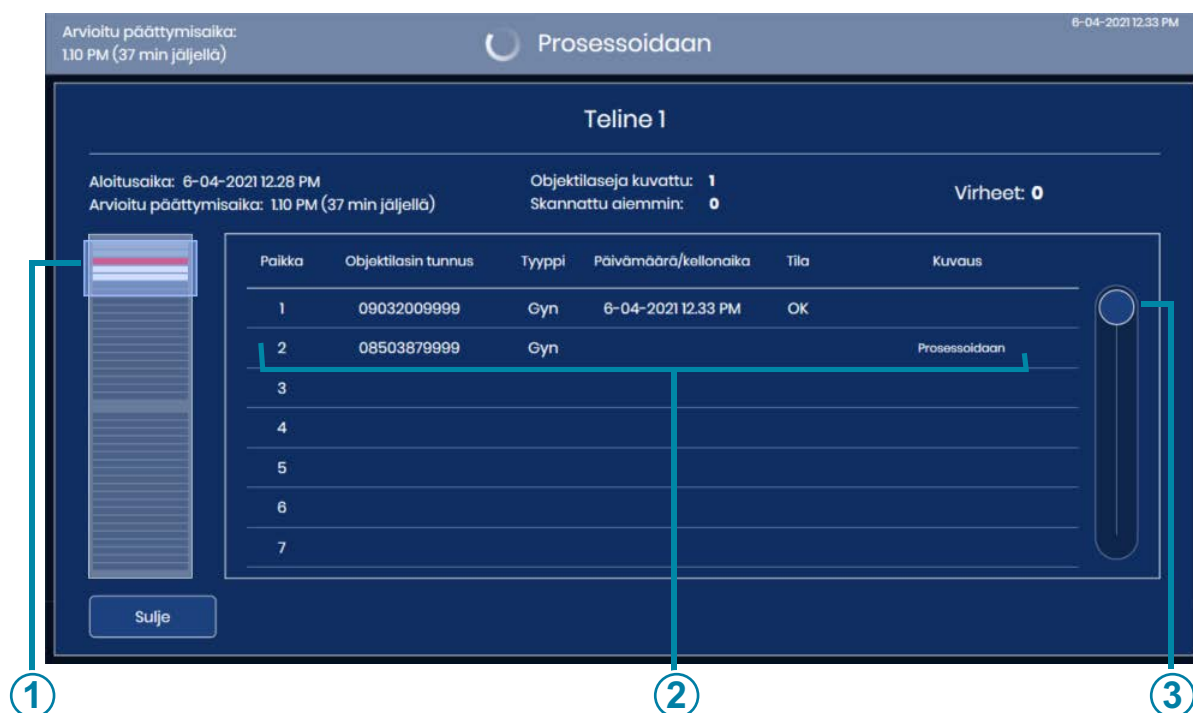 Arvioitu päättymisaika:
1.10 PM (37 min jäljellä)
Prosessoidaan
6-04-2021 12.33 PM
Teline 1
Aloitusaika: 6-04-2021 12.28 PM
Arvioitu päättymisaika: 1.10 PM (37 min jäljellä)
Objektilaseja kuvattu: 1
Skannattu aiemmin: 0
Virheet: 0
Paikka Objektilasin tunnus Tyyppi Päivämäärä/kellonaika Tila Kuvaus
1 09032009999 Gyn 6-04-2021 12.33 PM OK
2 08503879999 Gyn Prosessoidaan
3
4
5
6
7
Sulje
1 2 3